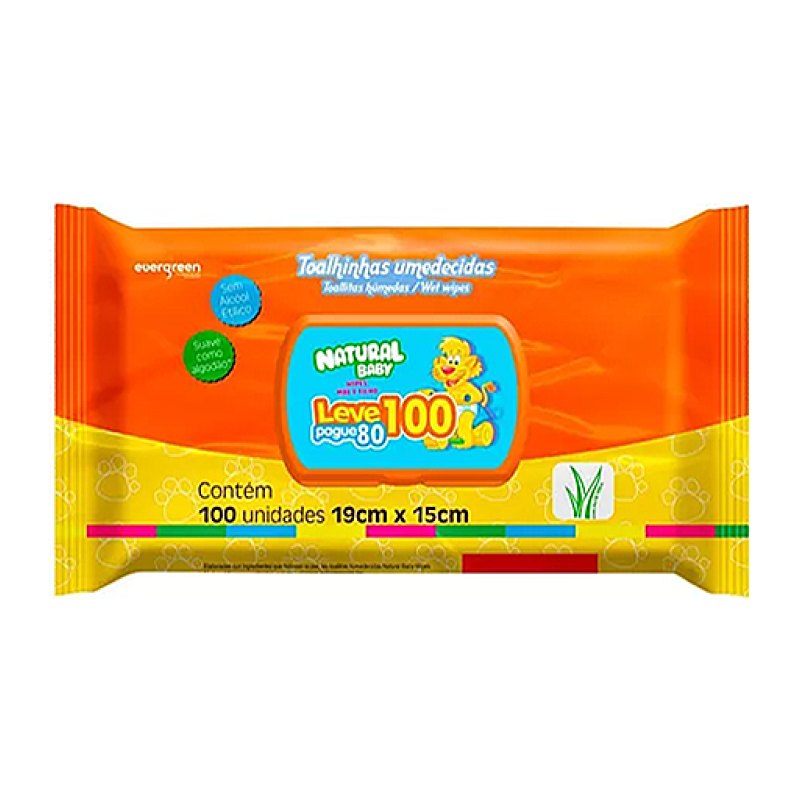 evergreen
Toalhinhas umedecidas
Toallitas húmedas / Wet wipes
Sem
Álcool
Etílico
Suave
como
algodão*
NATURAL
BABY
WIPES
Leve 100
pague 80
Contém
100 unidades 19cm x 15cm